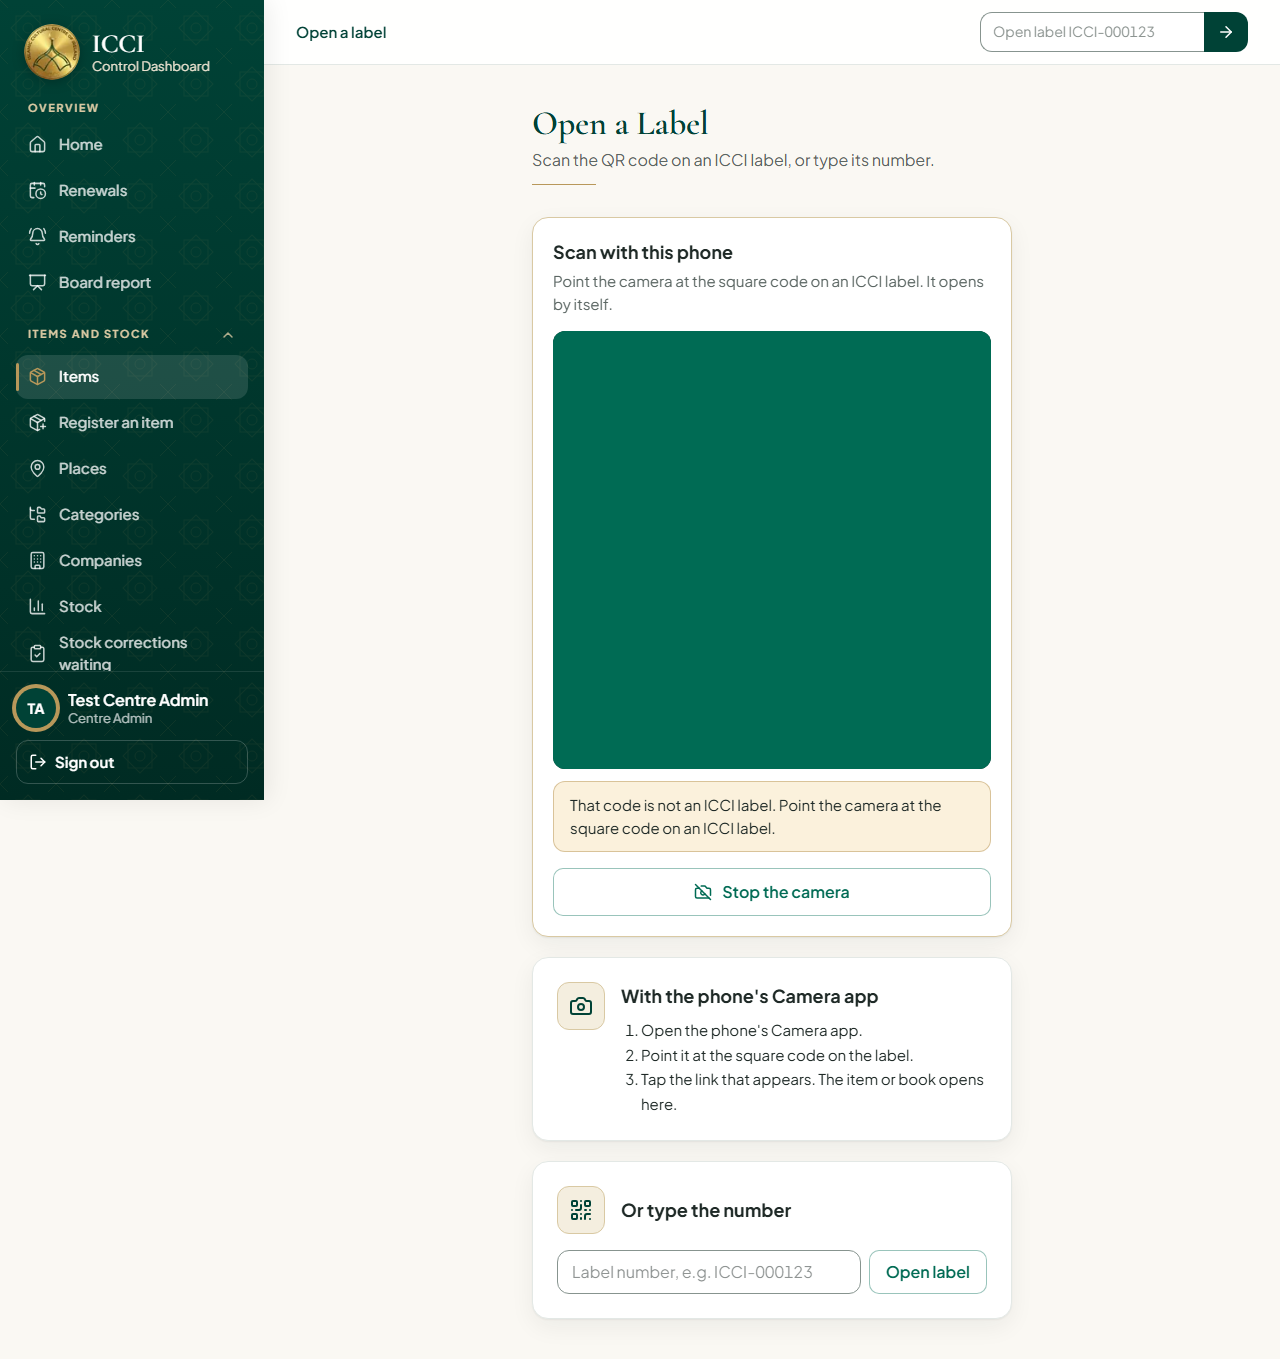 ICCI
Control Dashboard
OVERVIEW
Home
Renewals
Reminders
Board report
ITEMS AND STOCK
Items
Register an item
Places
Categories
Companies
Stock
Stock corrections
waiting
TA
Test Centre Admin
Centre Admin
Sign out
Open a label
Open label ICCI-000123
Open a Label
Scan the QR code on an ICCI label, or type its number.
Scan with this phone
Point the camera at the square code on an ICCI label. It opens
by itself.
That code is not an ICCI label. Point the camera at the
square code on an ICCI label.
Stop the camera
With the phone's Camera app
1. Open the phone's Camera app.
2. Point it at the square code on the label.
3. Tap the link that appears. The item or book opens
here.
Or type the number
Label number, e.g. ICCI-000123
Open label